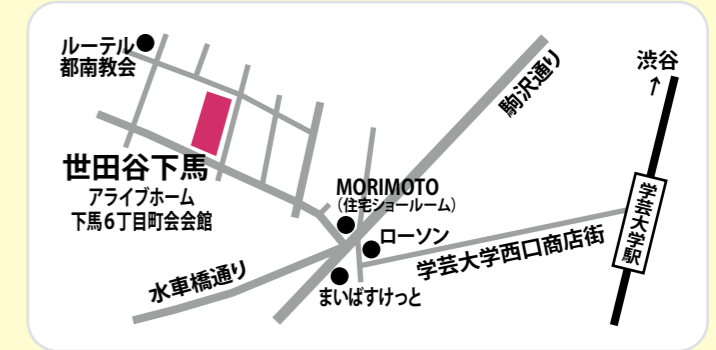 ルーテル
都南教会
世田谷下馬
アライブホーム
下馬6丁目町会会館
MORIMOTO
(住宅ショールーム)
ローソン
まいばすけっと
水車橋通り
駒沢通り
学芸大学西口商店街
渋谷
↑
学芸大学駅